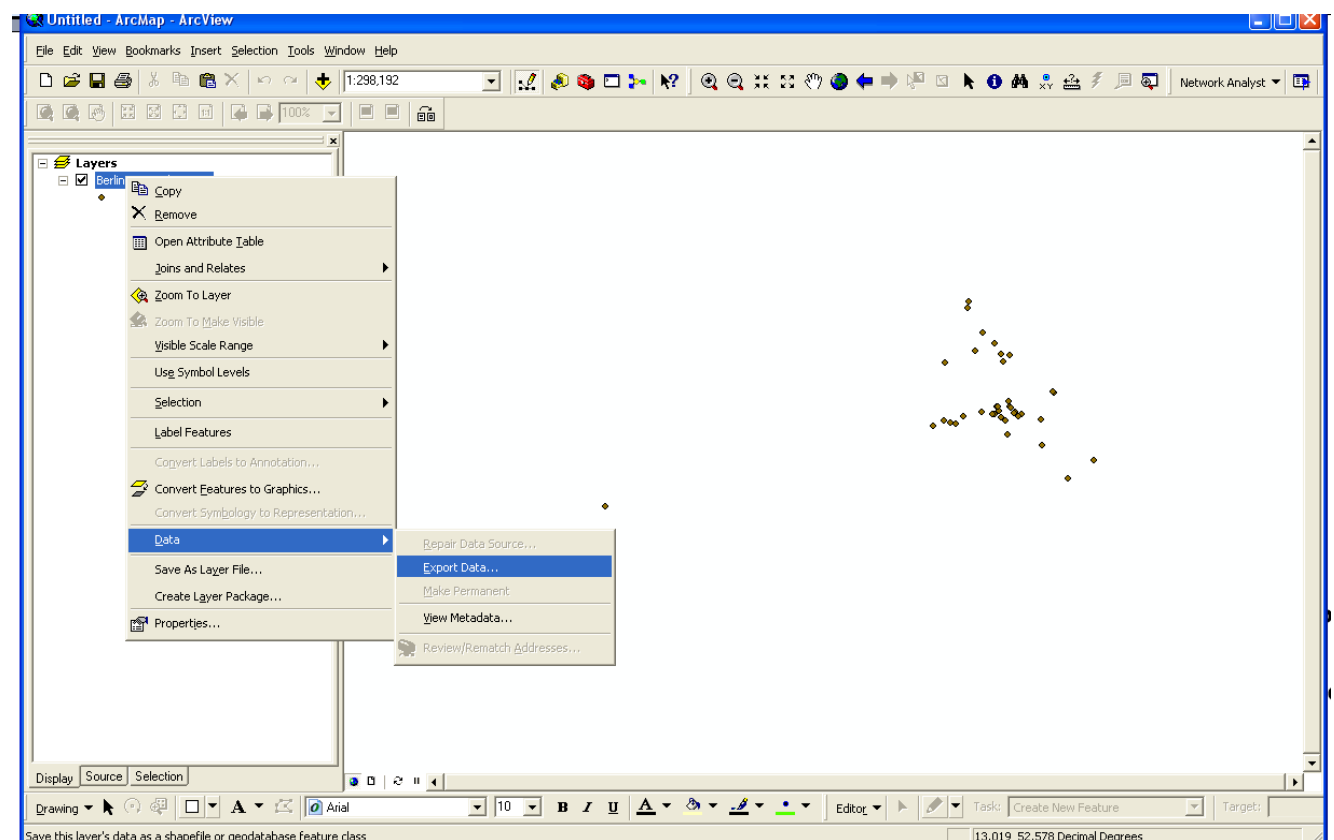 Untitled - ArcMap - ArcView
File Edit View Bookmarks Insert Selection Tools Window Help
1:298,192
Network Analyst
1:1
100%
Layers
Berlin
Copy
Remove
Open Attribute Table
Joins and Relates
Zoom To Layer
Zoom To Make Visible
Visible Scale Range
Use Symbol Levels
Selection
Label Features
Convert Labels to Annotation...
Convert Features to Graphics...
Convert Symbology to Representation...
Data
Save As Layer File...
Create Layer Package...
Properties...
Repair Data Source...
Export Data...
Make Permanent
View Metadata...
Review/Rematch Addresses...
Display Source Selection
Drawing A Arial 10 B I U A Editor Task: Create New Feature Target:
Save this layer's data as a shapefile or geodatabase feature class 13.019 52.578 Decimal Degrees